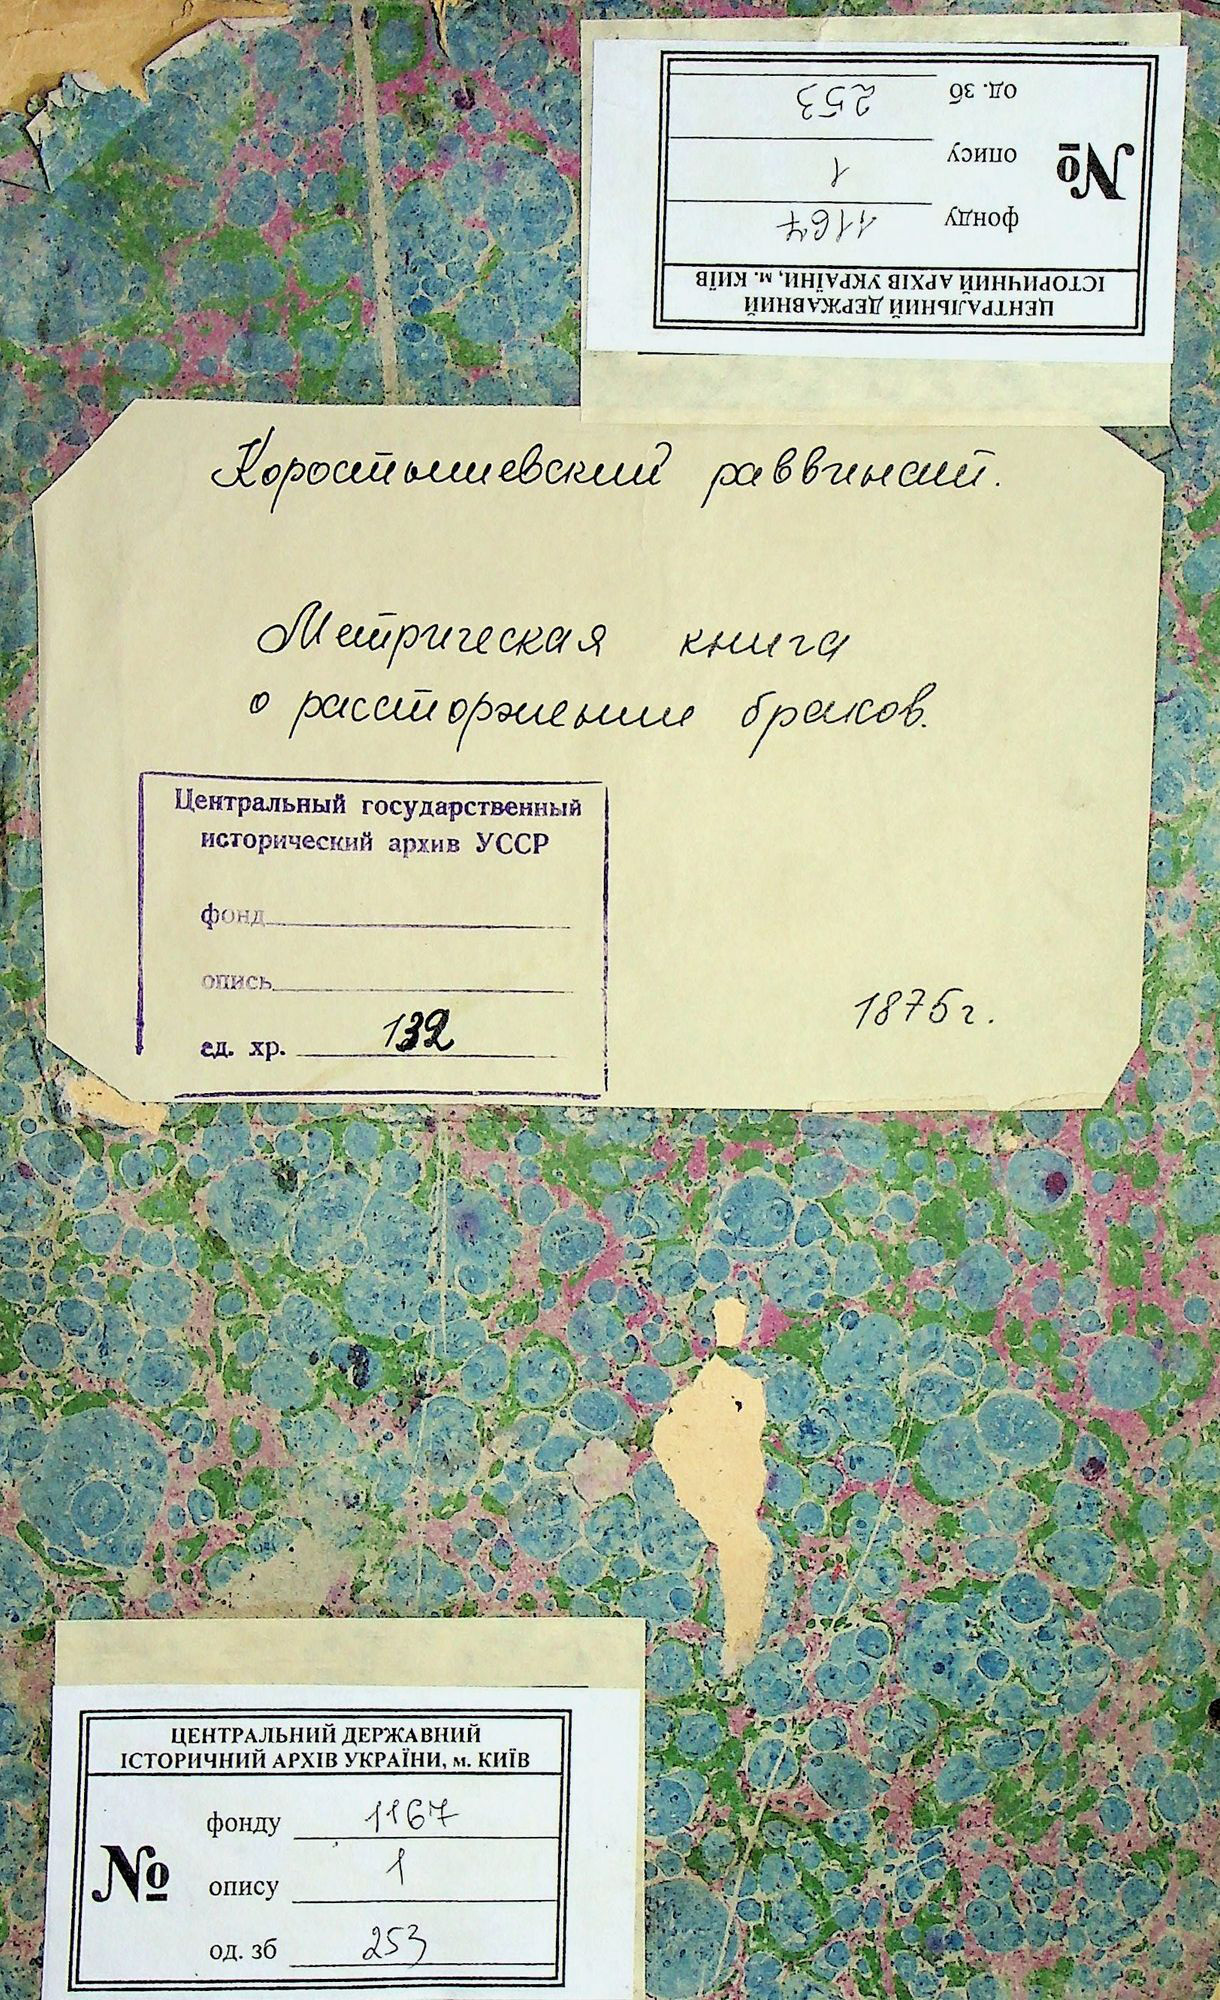 ЦЕНТРАЛЬНИЙ ДЕРЖАВНИЙ
ІСТОРИЧНИЙ АРХІВ УКРАЇНИ, м. КИЇВ
№
фонду 1167
опису 1
од. зб 253
Коростышевский раввинат.
Метрическая книга
о расторжении браков.
Центральный государственный
исторический архив УССР
фонд
опись
ед. хр. 132
1875 г.
ЦЕНТРАЛЬНИЙ ДЕРЖАВНИЙ
ІСТОРИЧНИЙ АРХІВ УКРАЇНИ, м. КИЇВ
№
фонду 1167
опису 1
од. зб 253